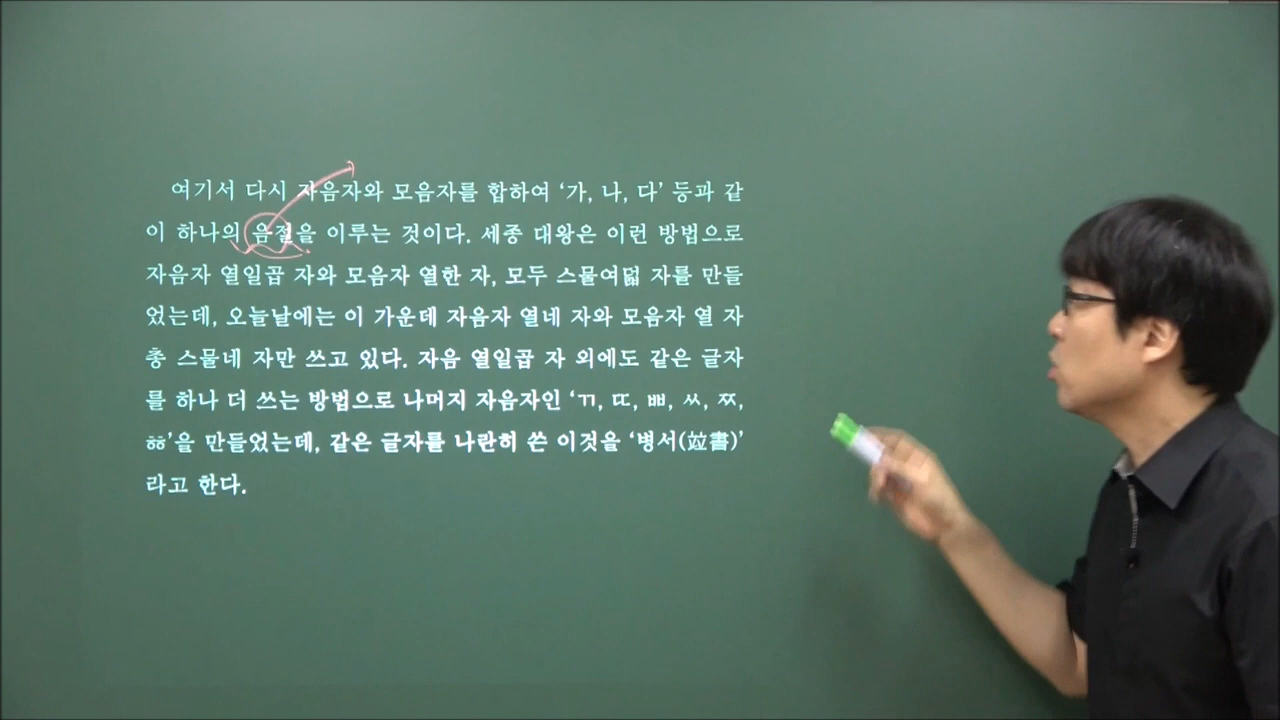 여기서 다시 자음자와 모음자를 합하여 ‘가, 나, 다’ 등과 같
이 하나의 음절을 이루는 것이다. 세종 대왕은 이런 방법으로
자음자 열일곱 자와 모음자 열한 자, 모두 스물여덟 자를 만들
었는데, 오늘날에는 이 가운데 자음자 열네 자와 모음자 열 자
총 스물네 자만 쓰고 있다. 자음 열일곱 자 외에도 같은 글자
를 하나 더 쓰는 방법으로 나머지 자음자인 ‘ㄲ, ㄸ, ㅃ, ㅆ, ㅉ,
ㆅ’을 만들었는데, 같은 글자를 나란히 쓴 이것을 ‘병서(竝書)’
라고 한다.